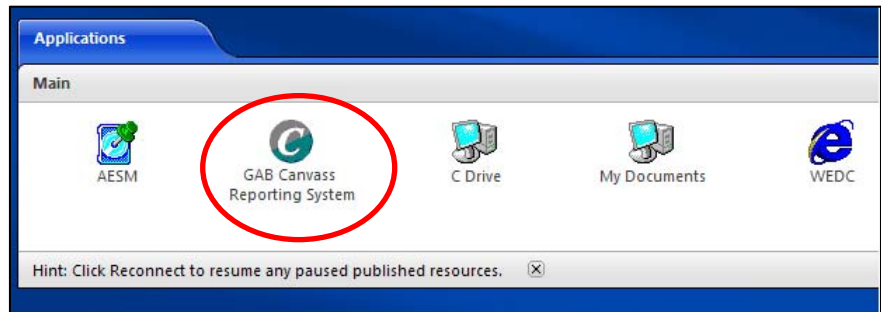 Applications
Main
AESM
GAB Canvass
Reporting System
C Drive
My Documents
WEDC
Hint: Click Reconnect to resume any paused published resources.